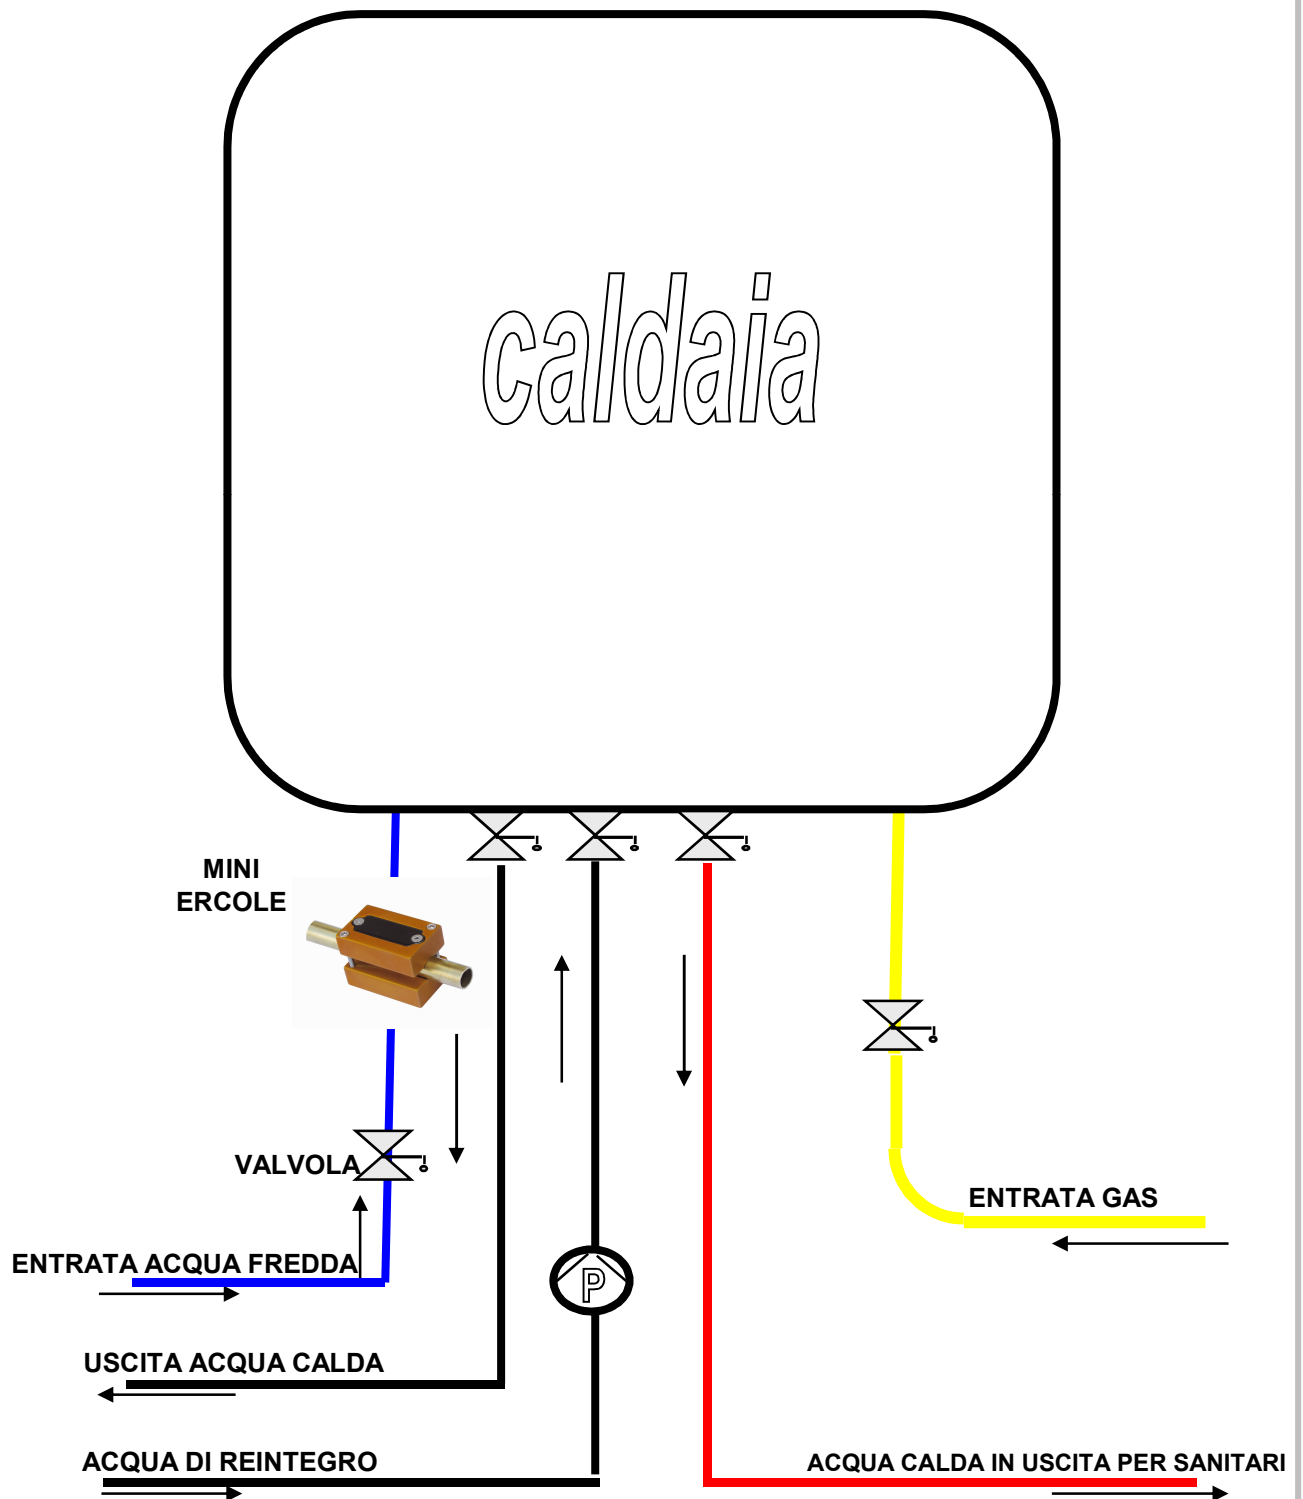 caldaia
MINI
ERCOLE
VALVOLA
ENTRATA GAS
ENTRATA ACQUA FREDDA
P
USCITA ACQUA CALDA
ACQUA DI REINTEGRO
ACQUA CALDA IN USCITA PER SANITARI